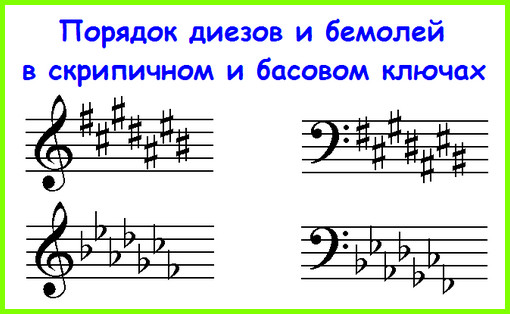 Порядок диезов и бемолей
в скрипичном и басовом ключах